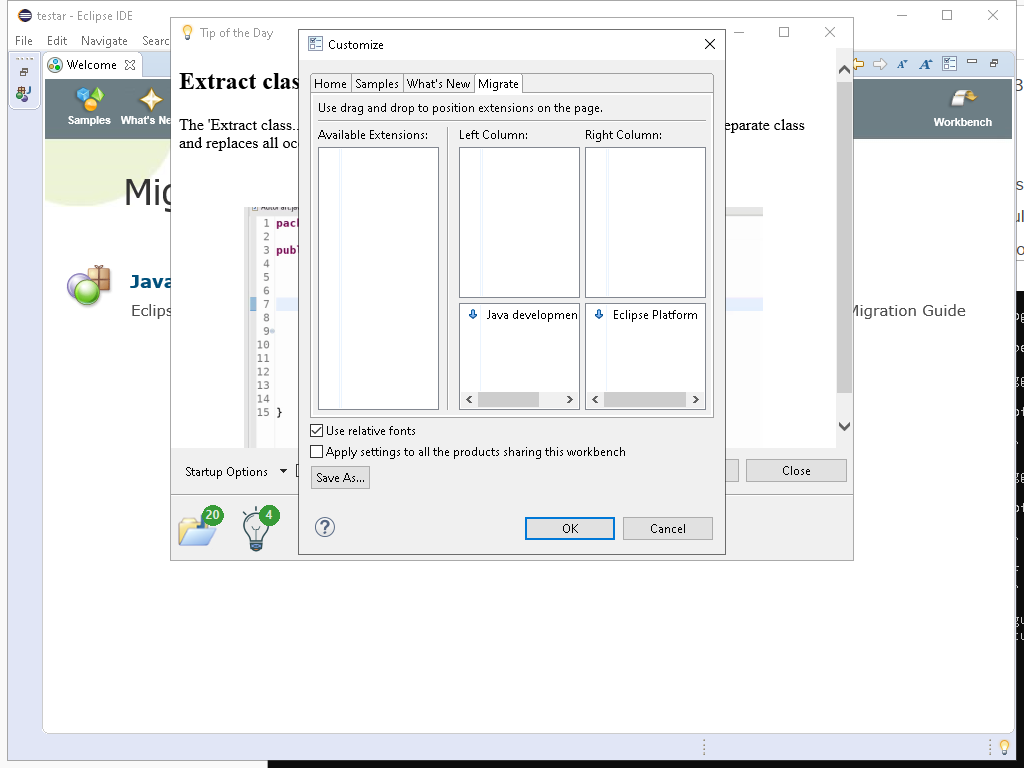 testar - Eclipse IDE
File Edit Navigate Searc
Welcome
Samples
What's Ne
Workbench
Mig
Java
Eclips
Migration Guide
Tip of the Day
Extract clas
The 'Extract class..
eparate class
and replaces all oc
1 pacl
2
3 publ
4
5
6
7
8
9
10
11
12
13
14
15 }
Startup Options
Close
20
4
Customize
Home Samples What's New Migrate
Use drag and drop to position extensions on the page.
Available Extensions: Left Column: Right Column:
Java developmen
Eclipse Platform
Use relative fonts
Apply settings to all the products sharing this workbench
Save As...
OK Cancel